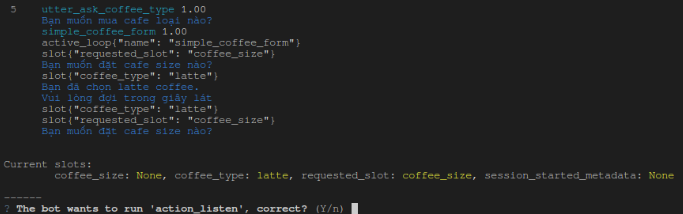 5 utter_ask_coffee_type 1.00
Bạn muốn mua cafe loại nào?
simple_coffee_form 1.00
active_loop{"name": "simple_coffee_form"}
slot{"requested_slot": "coffee_size"}
Bạn muốn đặt cafe size nào?
slot{"coffee_type": "latte"}
Bạn đã chọn latte coffee.
Vui lòng đợi trong giây lát
slot{"coffee_type": "latte"}
slot{"requested_slot": "coffee_size"}
Bạn muốn đặt cafe size nào?
Current slots:
coffee_size: None, coffee_type: latte, requested_slot: coffee_size, session_started_metadata: None
------
? The bot wants to run 'action_listen', correct? (Y/n)